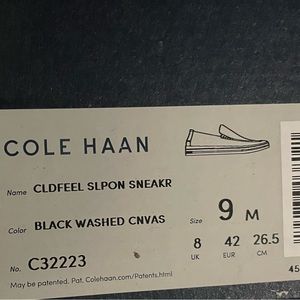 COLE HAAN
Name CLDFEEL SLPON SNEAKR
Color BLACK WASHED CNVAS
Size 9 M
No. C32223
8 42 26.5
UK EUR CM
May be patented. Pat. Colehaan.com/Patents.html
45